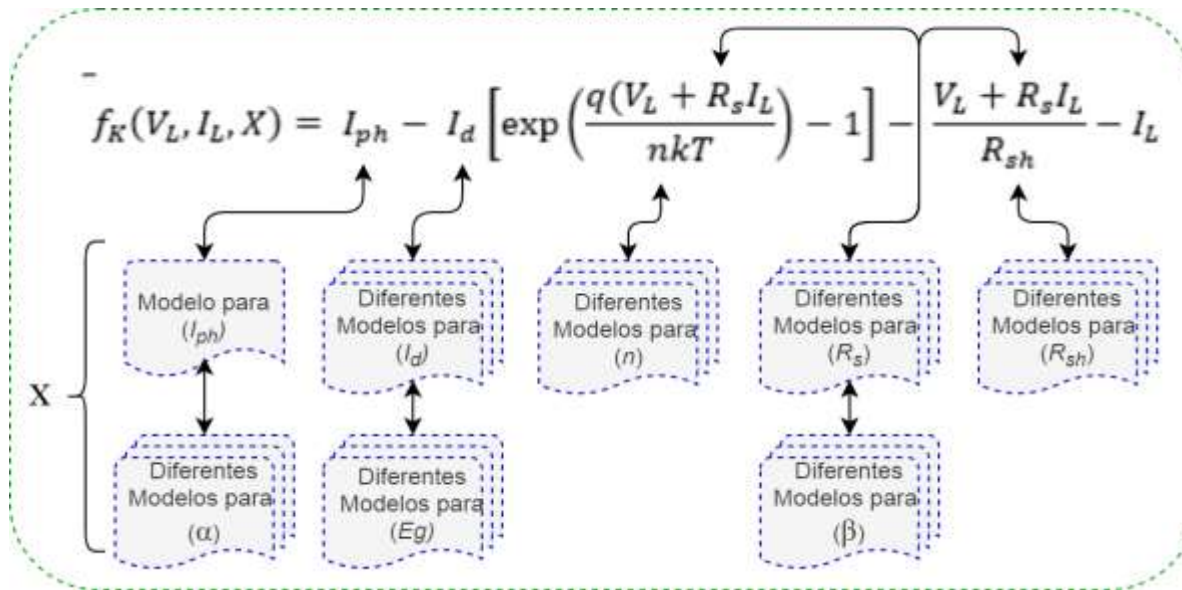 f_K(V_L, I_L, X) = I_ph − I_d [exp(q(V_L + R_s I_L)/nkT) − 1] − (V_L + R_s I_L)/R_sh − I_L
X
Modelo para
(I_ph)
Diferentes
Modelos para
(I_d)
Diferentes
Modelos para
(n)
Diferentes
Modelos para
(R_s)
Diferentes
Modelos para
(R_sh)
Diferentes
Modelos para
(α)
Diferentes
Modelos para
(Eg)
Diferentes
Modelos para
(β)